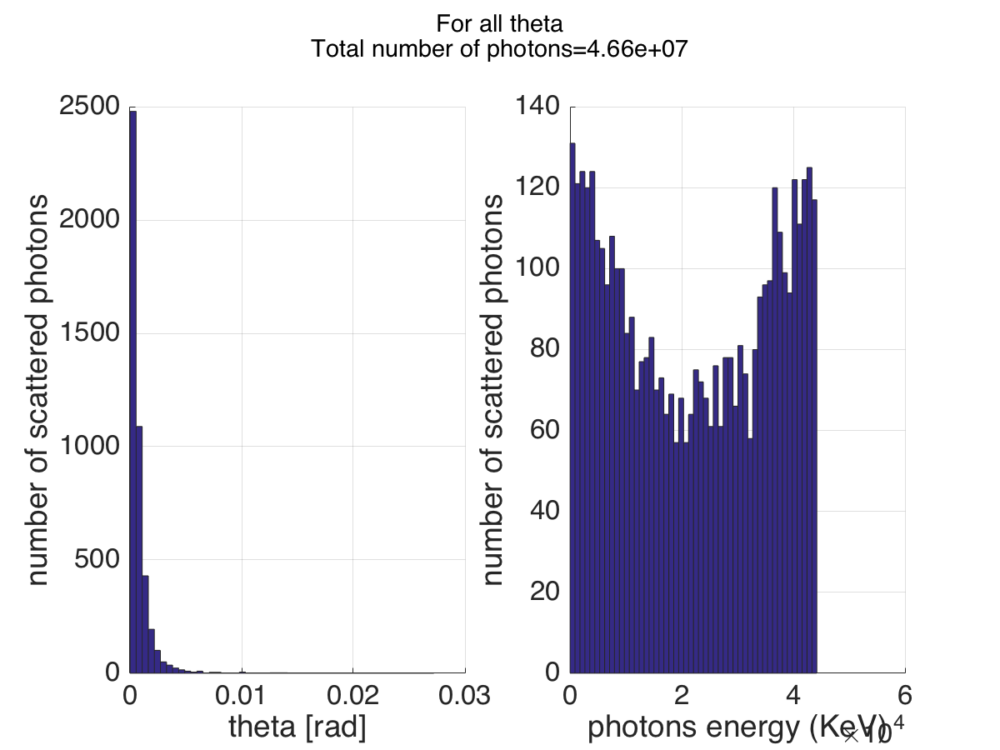 For all theta
Total number of photons=4.66e+07
2500
2000
1500
1000
500
0
number of scattered photons
0 0.01 0.02 0.03
theta [rad]
140
120
100
80
60
40
20
0
number of scattered photons
0 2 4 6
photons energy (KeV)
×10⁴